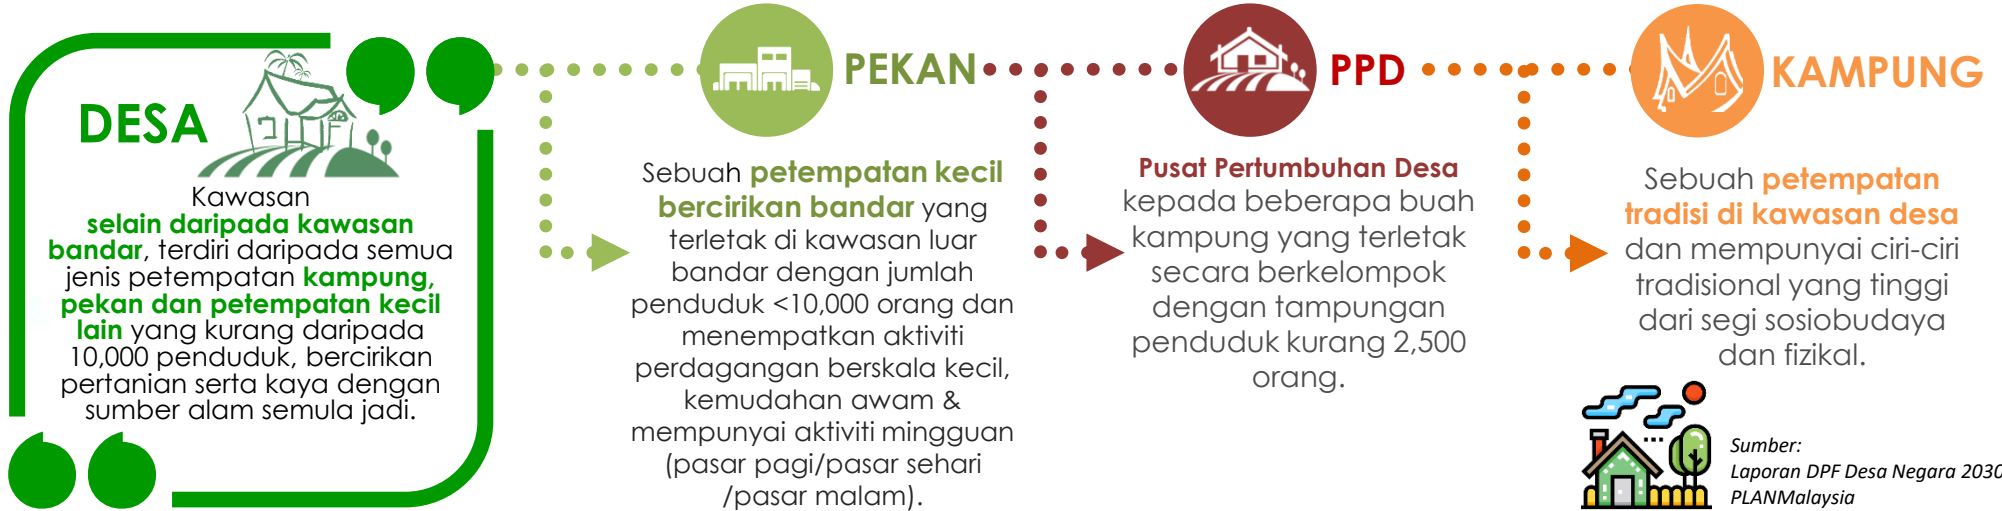 DESA
Kawasan
selain daripada kawasan
bandar, terdiri daripada semua
jenis petempatan kampung,
pekan dan petempatan kecil
lain yang kurang daripada
10,000 penduduk, bercirikan
pertanian serta kaya dengan
sumber alam semula jadi.
PEKAN
Sebuah petempatan kecil
bercirikan bandar yang
terletak di kawasan luar
bandar dengan jumlah
penduduk <10,000 orang dan
menempatkan aktiviti
perdagangan berskala kecil,
kemudahan awam &
mempunyai aktiviti mingguan
(pasar pagi/pasar sehari
/pasar malam).
PPD
Pusat Pertumbuhan Desa
kepada beberapa buah
kampung yang terletak
secara berkelompok
dengan tampungan
penduduk kurang 2,500
orang.
KAMPUNG
Sebuah petempatan
tradisi di kawasan desa
dan mempunyai ciri-ciri
tradisional yang tinggi
dari segi sosiobudaya
dan fizikal.
Sumber:
Laporan DPF Desa Negara 2030
PLANMalaysia